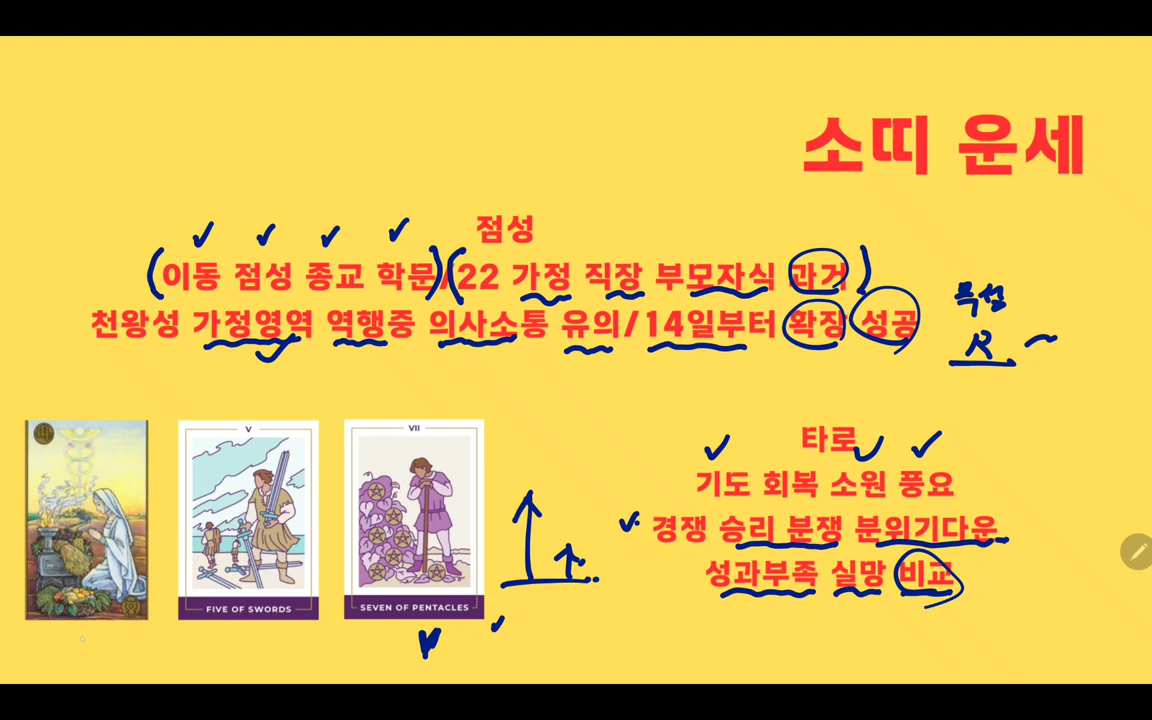 소띠 운세
점성
(이동 점성 종교 학문)/(22 가정 직장 부모자식 과거)
천왕성 가정영역 역행중 의사소통 유의/14일부터 확장 성공
목성
R
타로
기도 회복 소원 풍요
경쟁 승리 분쟁 분위기다운
성과부족 실망 비교
V
FIVE OF SWORDS
VII
SEVEN OF PENTACLES